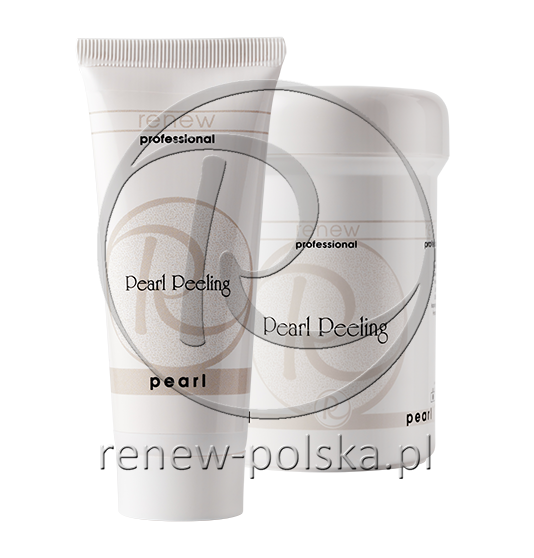 renew
professional
Pearl Peeling
pearl
renew
professional
Pearl Peeling
pearl
renew-polska.pl